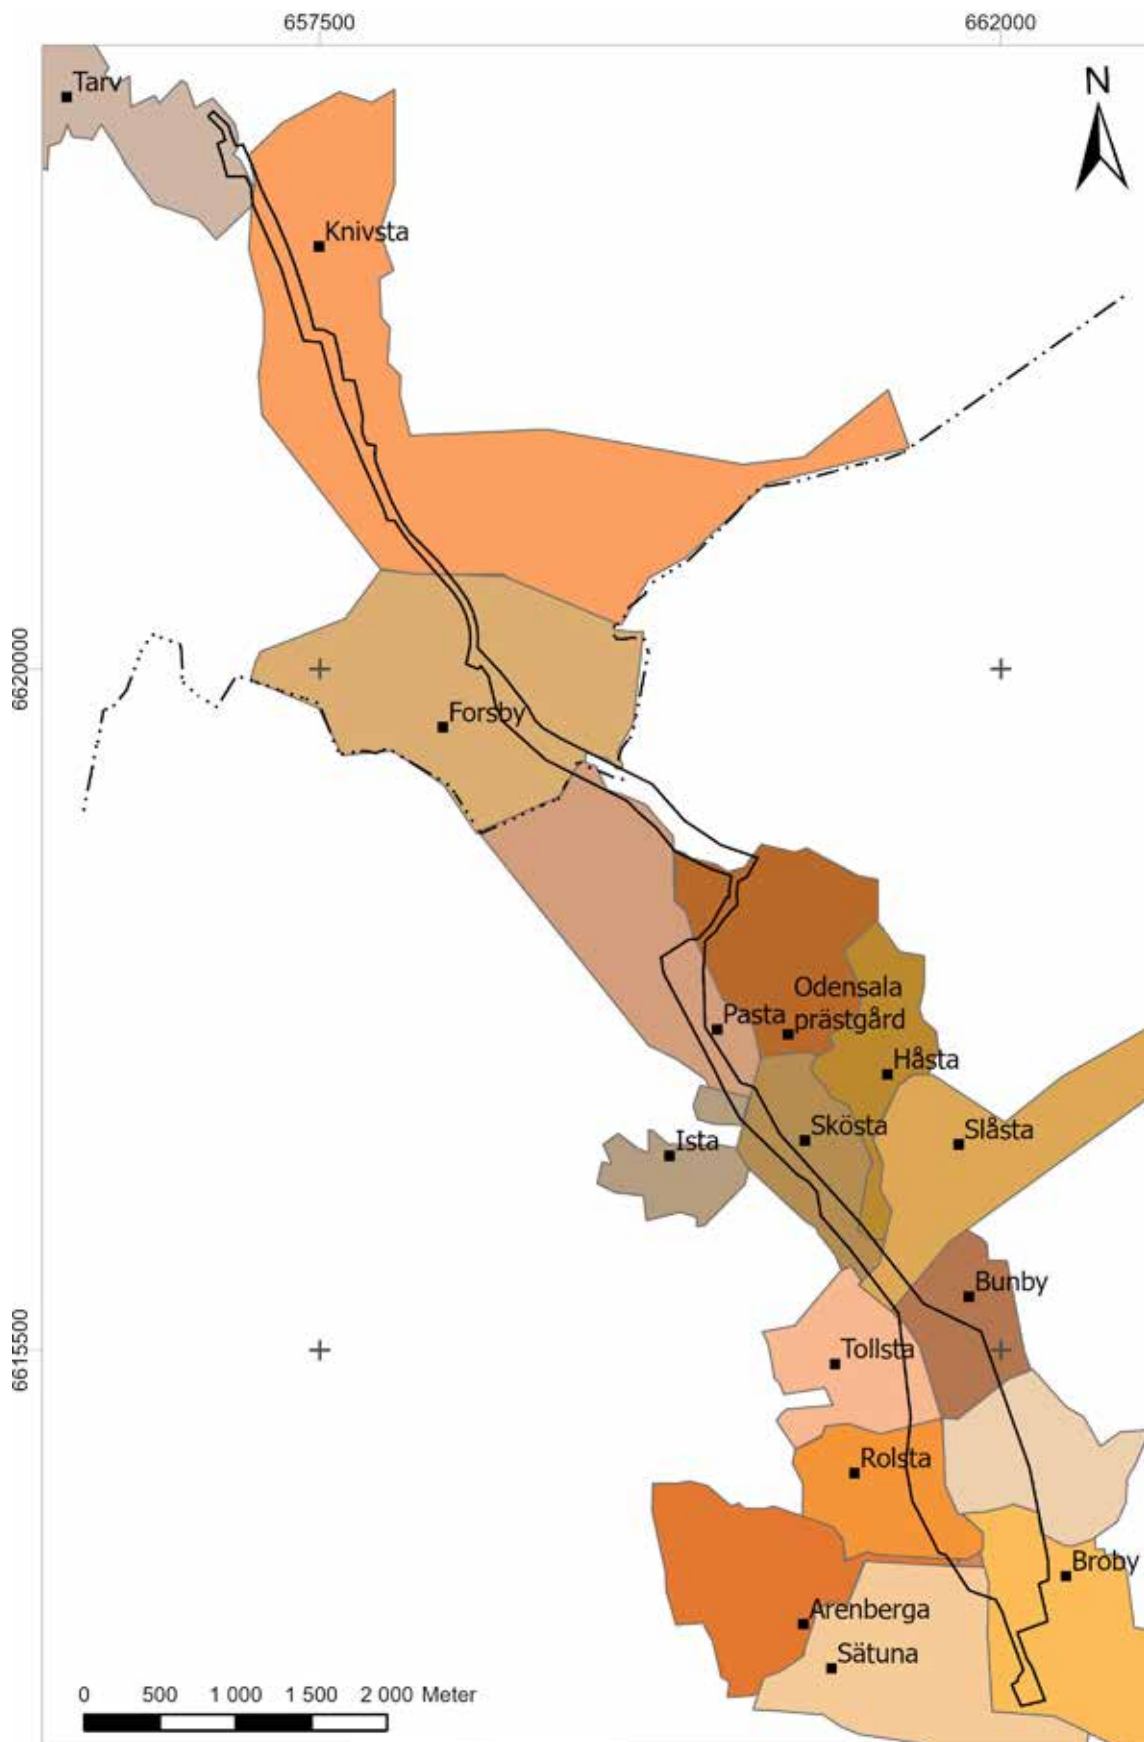 657500
662000
Tarv
N
Knivsta
6620000
Forsby
Odensala
prästgård
Pasta
Håsta
Skösta
Slåsta
Ista
Bunby
6615500
Tollsta
Rolsta
Broby
Arenberga
Sätuna
0 500 1 000 1 500 2 000 Meter